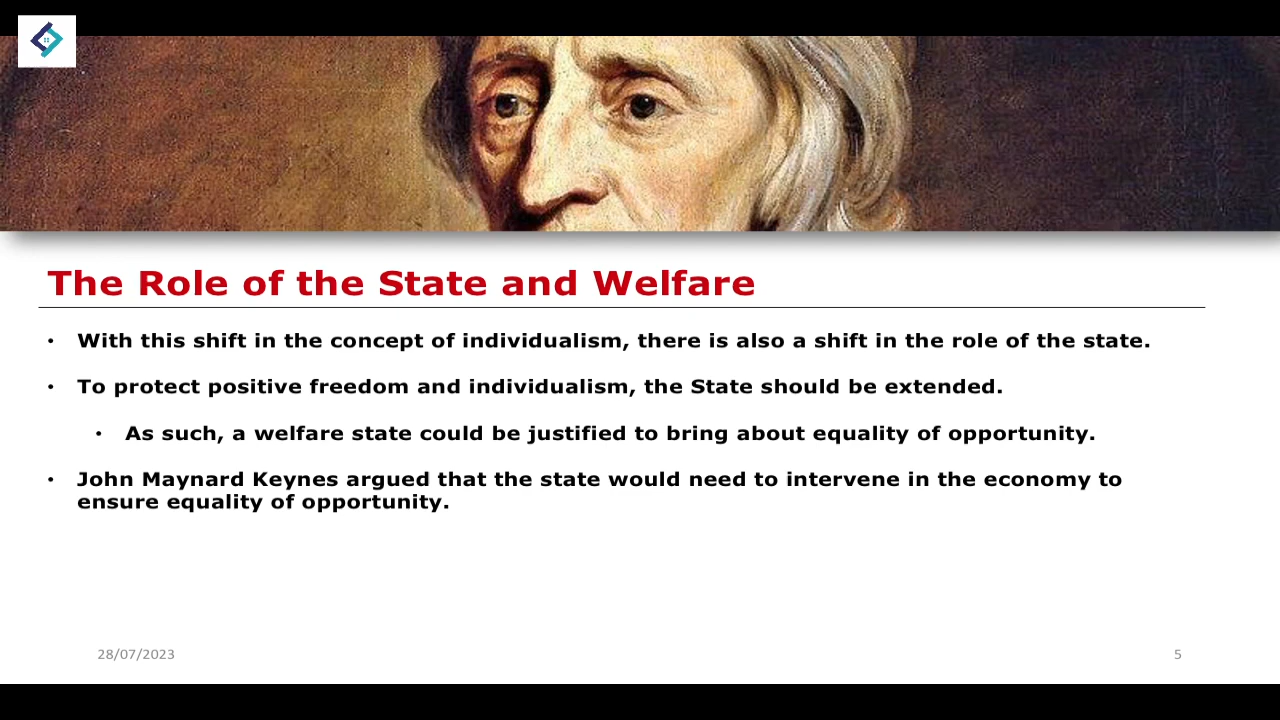 The Role of the State and Welfare
• With this shift in the concept of individualism, there is also a shift in the role of the state.
• To protect positive freedom and individualism, the State should be extended.
• As such, a welfare state could be justified to bring about equality of opportunity.
• John Maynard Keynes argued that the state would need to intervene in the economy to
ensure equality of opportunity.
28/07/2023
5